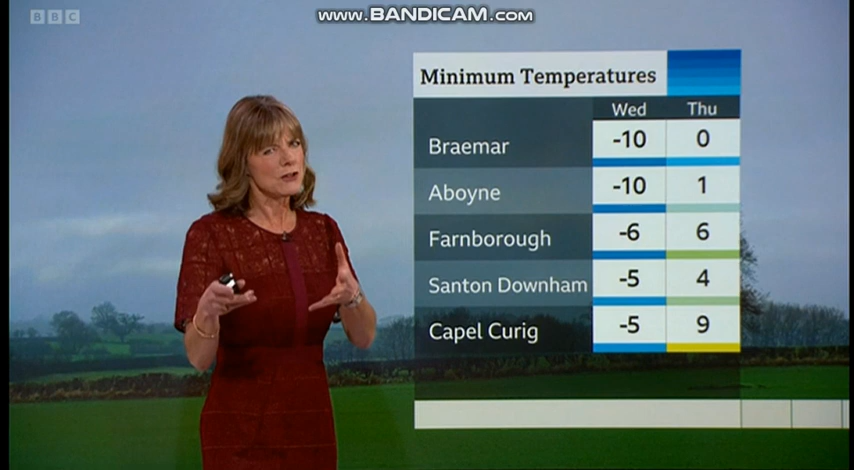 BBC
www.BANDICAM.com
Minimum Temperatures
Wed Thu
Braemar -10 0
Aboyne -10 1
Farnborough -6 6
Santon Downham -5 4
Capel Curig -5 9